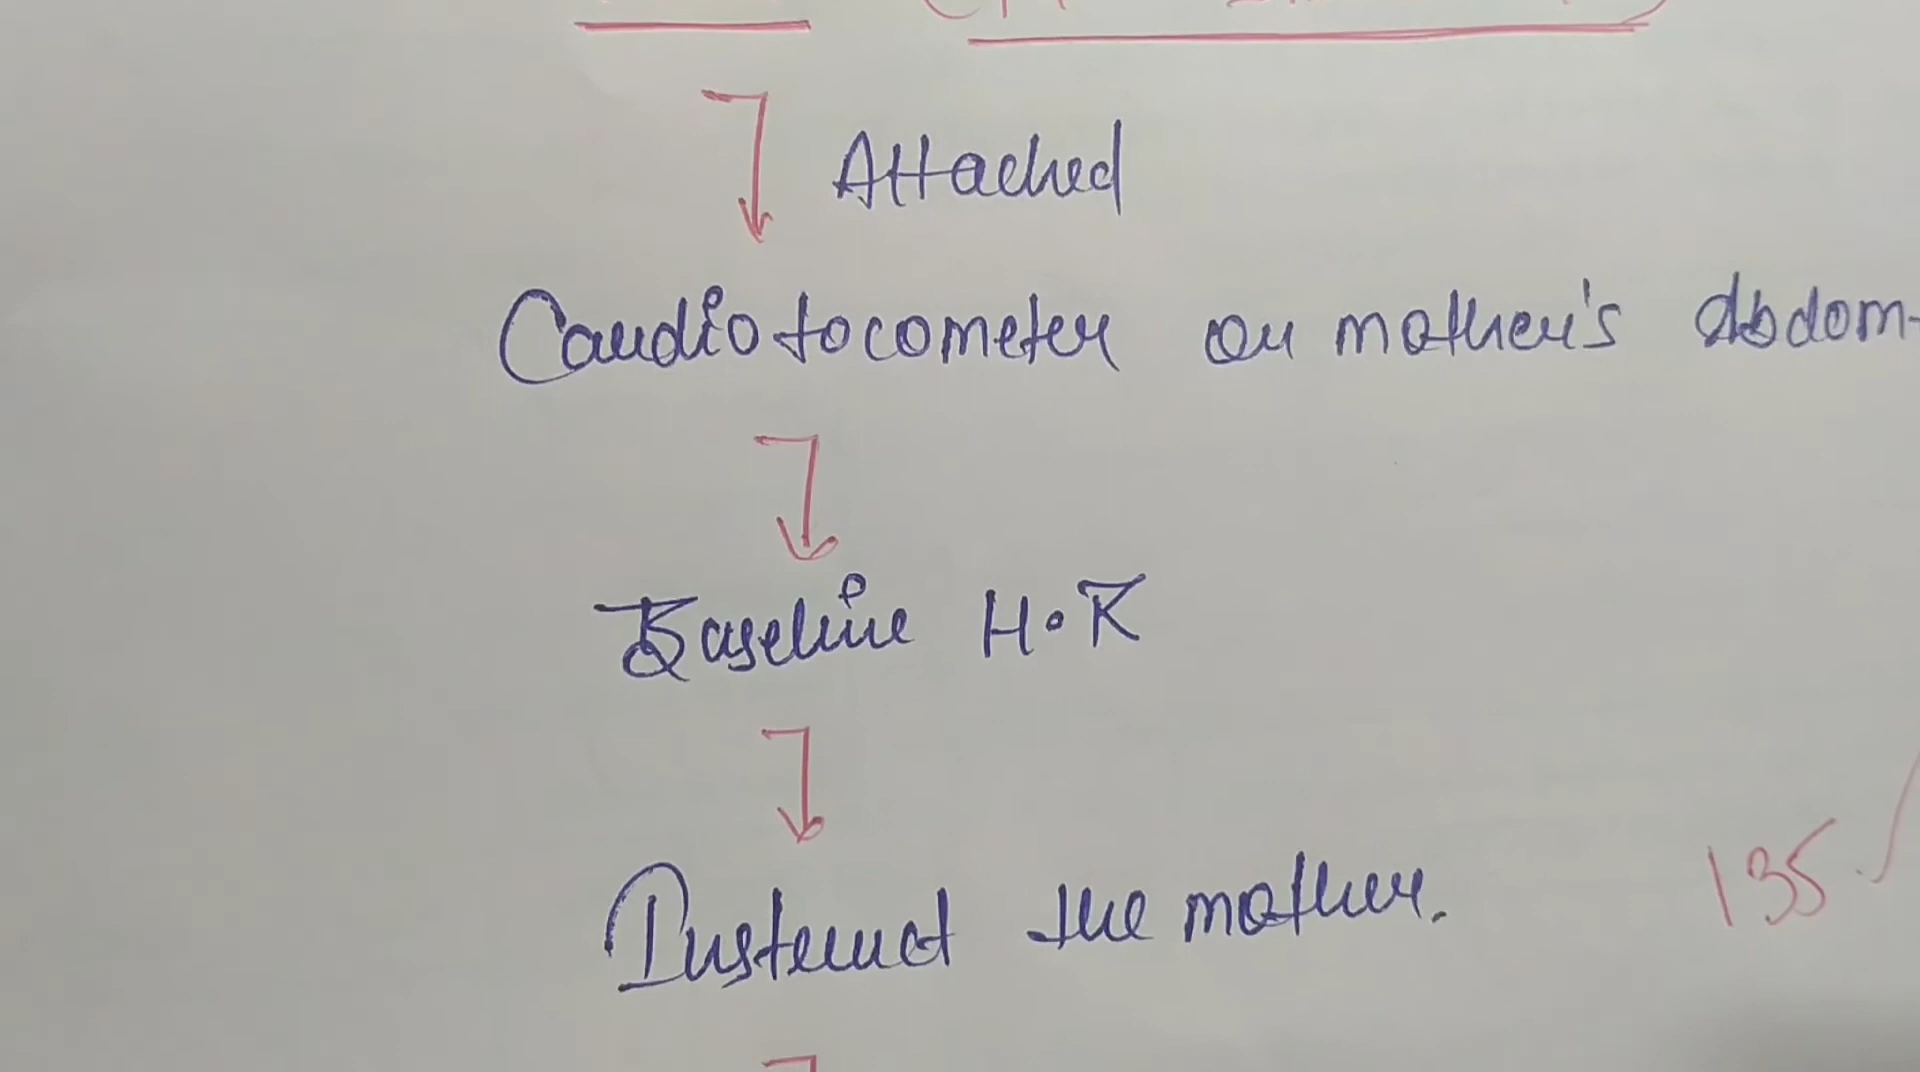 Attached
Cardiotocometer on mother's abdom-
Baseline H.R
Instruct the mother.
135